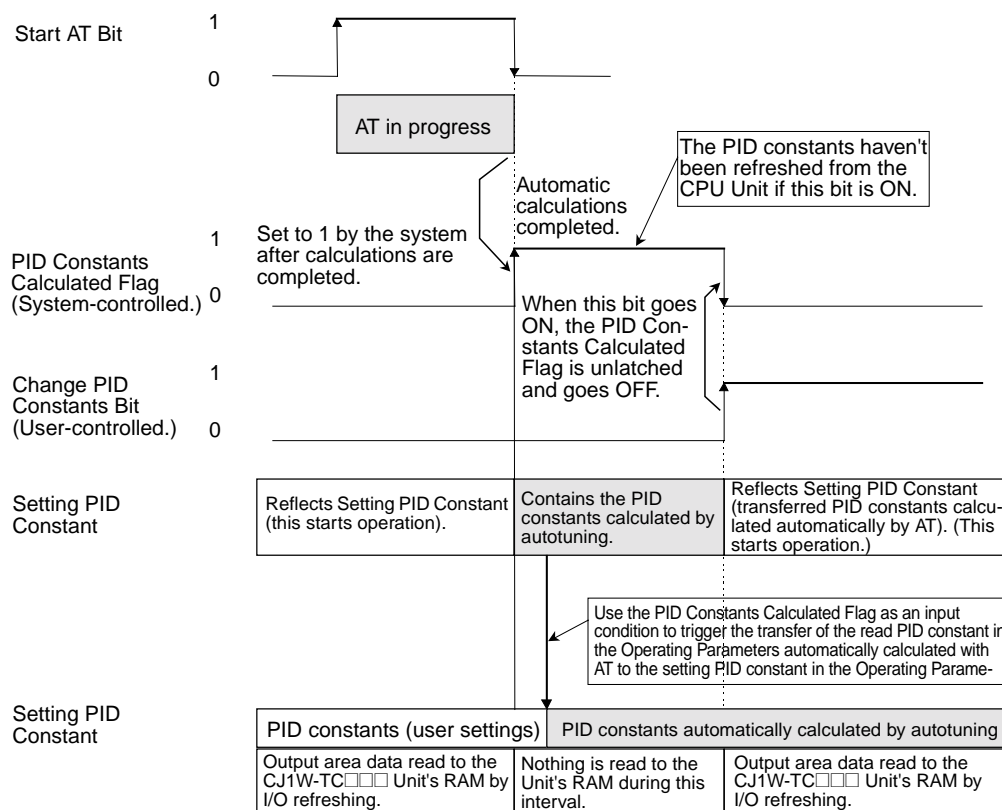 Start AT Bit
1
0
AT in progress
The PID constants haven't
been refreshed from the
CPU Unit if this bit is ON.
Automatic
calculations
completed.
Set to 1 by the system
after calculations are
completed.
PID Constants
Calculated Flag
(System-controlled.)
1
0
When this bit goes
ON, the PID Con-
stants Calculated
Flag is unlatched
and goes OFF.
Change PID
Constants Bit
(User-controlled.)
1
0
Setting PID
Constant
Reflects Setting PID Constant
(this starts operation).
Contains the PID
constants calculated by
autotuning.
Reflects Setting PID Constant
(transferred PID constants calcu-
lated automatically by AT). (This
starts operation.)
Use the PID Constants Calculated Flag as an input
condition to trigger the transfer of the read PID constant in
the Operating Parameters automatically calculated with
AT to the setting PID constant in the Operating Parame-
Setting PID
Constant
PID constants (user settings)
PID constants automatically calculated by autotuning
Output area data read to the
CJ1W-TC□□□ Unit's RAM by
I/O refreshing.
Nothing is read to the
Unit's RAM during this
interval.
Output area data read to the
CJ1W-TC□□□ Unit's RAM by
I/O refreshing.